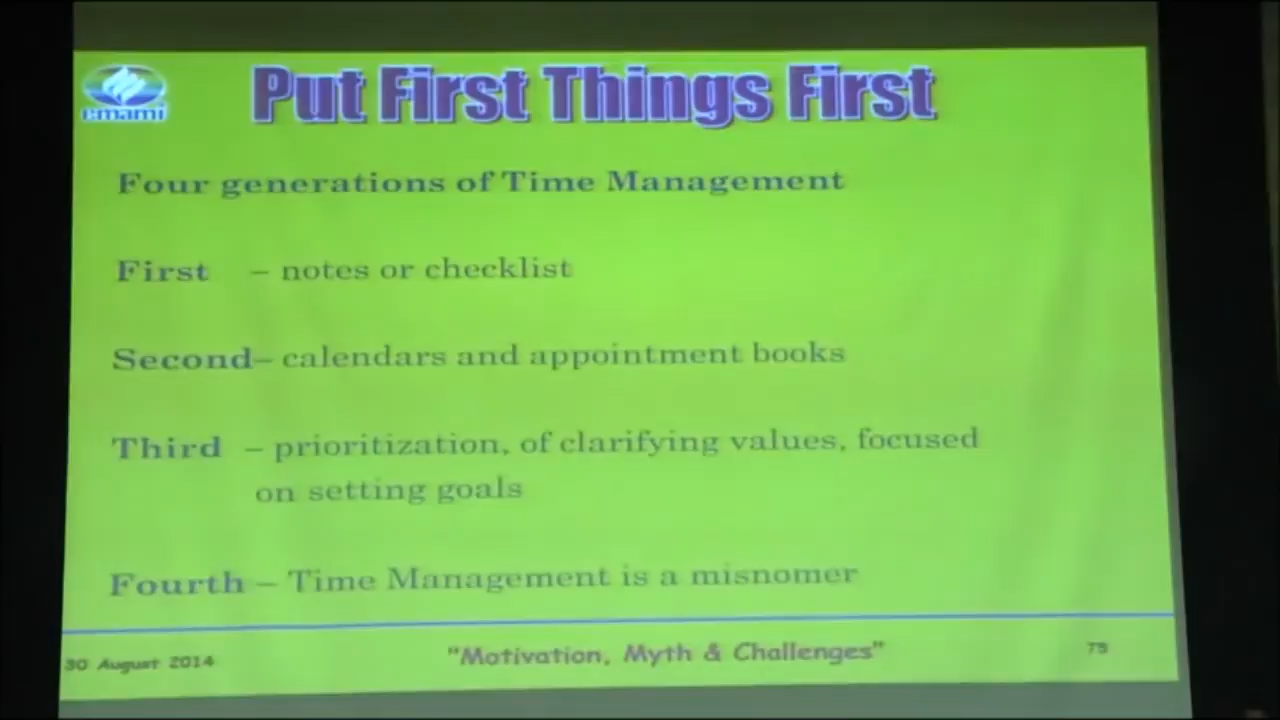 emami
Put First Things First
Four generations of Time Management
First – notes or checklist
Second– calendars and appointment books
Third – prioritization, of clarifying values, focused
on setting goals
Fourth – Time Management is a misnomer
30 August 2014
"Motivation, Myth & Challenges"